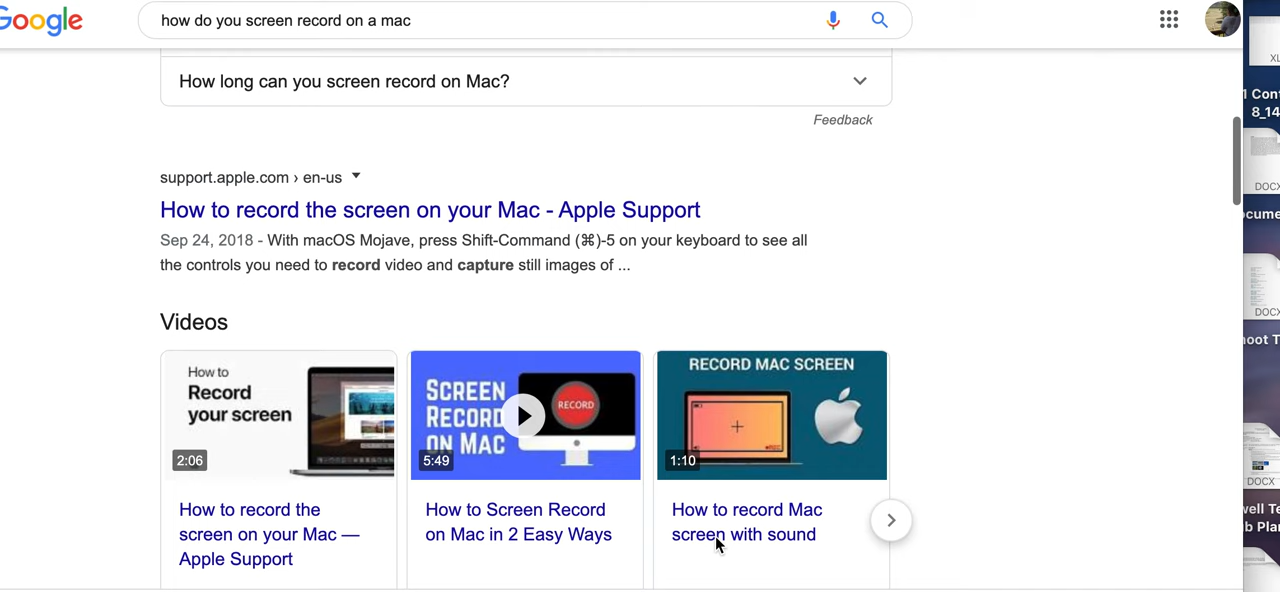 Google
how do you screen record on a mac
How long can you screen record on Mac?
Feedback
support.apple.com › en-us
How to record the screen on your Mac - Apple Support
Sep 24, 2018 - With macOS Mojave, press Shift-Command (⌘)-5 on your keyboard to see all
the controls you need to record video and capture still images of ...
Videos
How to
Record
your screen
2:06
SCREEN
RECORD
ON MAC
RECORD
5:49
RECORD MAC SCREEN
1:10
How to record the
screen on your Mac —
Apple Support
How to Screen Record
on Mac in 2 Easy Ways
How to record Mac
screen with sound
XL
1 Con
8_14
DOCX
DOCX
DOCX